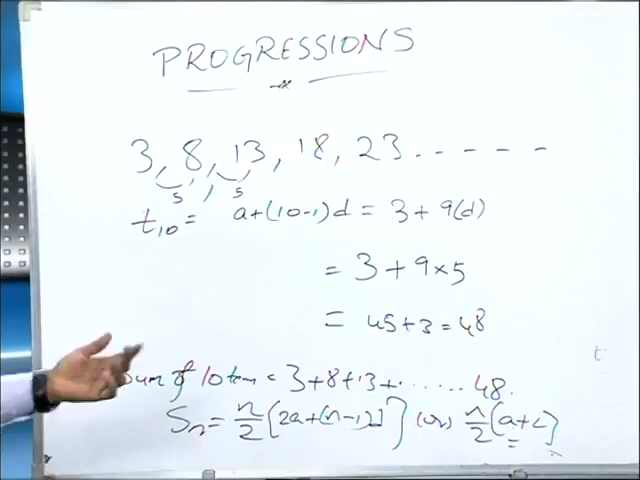 PROGRESSIONS
3, 8, 13, 18, 23 . - - - - -
5 5
t10 = a+(10-1)d = 3 + 9(d)
= 3 + 9×5
= 45+3 = 48
Sum of 10 term = 3+8+13+ . . . . . . . 48.
Sn = n/2 [2a+(n-1)d] (or) n/2 [a+L]